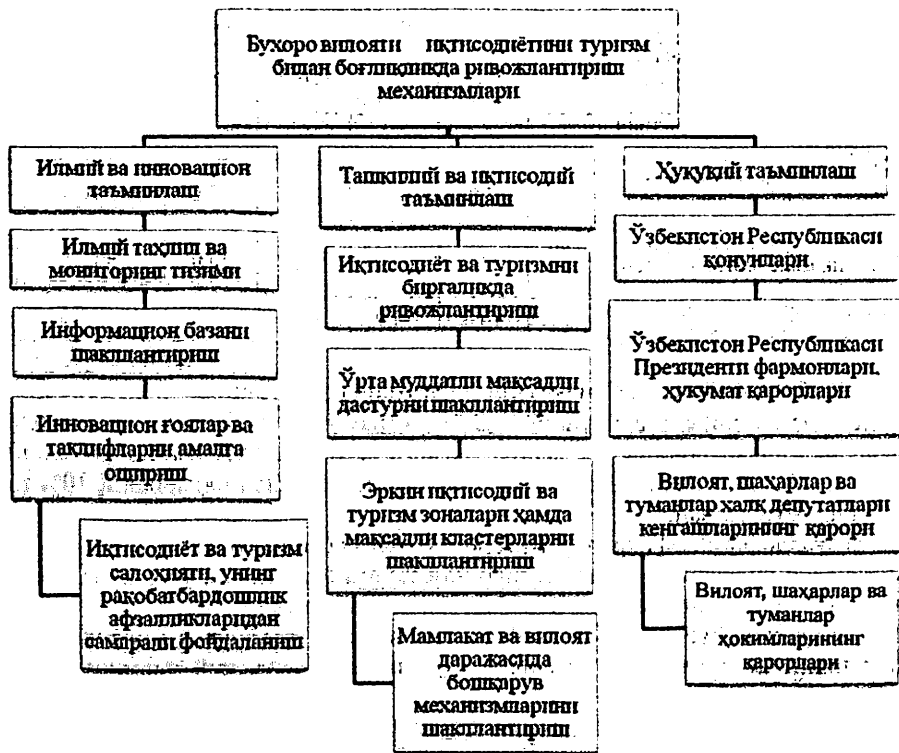 Бухоро вилояти иқтисодиётини туризм
билан боғлиқликда ривожлантириш
механизмлари
Илмий ва инновацион
таъминлаш
Илмий таҳлил ва
мониторинг тизими
Информацион базани
шакллантириш
Инновацион ғоялар ва
таклифларни амалга
ошириш
Иқтисодиёт ва туризм
салоҳияти, унинг
рақобатбардошлик
афзалликларидан
самарали фойдаланиш
Ташкилий ва иқтисодий
таъминлаш
Иқтисодиёт ва туризмни
биргаликда
ривожлантириш
Ўрта муддатли мақсадли
дастурни шакллантириш
Эркин иқтисодий ва
туризм зоналари ҳамда
мақсадли кластерларни
шакллантириш
Мамлакат ва вилоят
даражасида
бошқарув
механизмларини
шакллантириш
Ҳуқуқий таъминлаш
Ўзбекистон Республикаси
қонунлари
Ўзбекистон Республикаси
Президенти фармонлари,
ҳукумат қарорлари
Вилоят, шаҳарлар ва
туманлар халқ депутатлари
кенгашларининг қарори
Вилоят, шаҳарлар ва
туманлар
ҳокимларининг
қарорлари